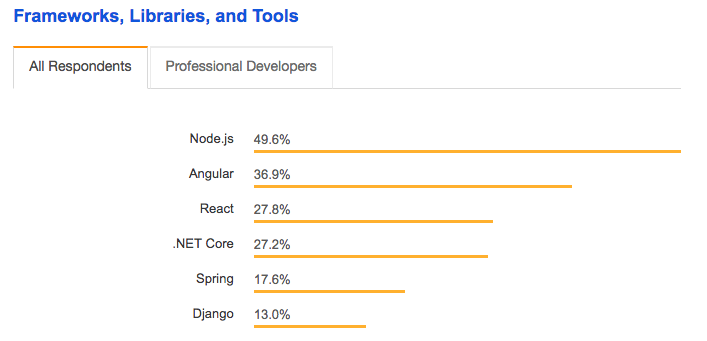 Frameworks, Libraries, and Tools
All Respondents Professional Developers
Node.js 49.6%
Angular 36.9%
React 27.8%
.NET Core 27.2%
Spring 17.6%
Django 13.0%